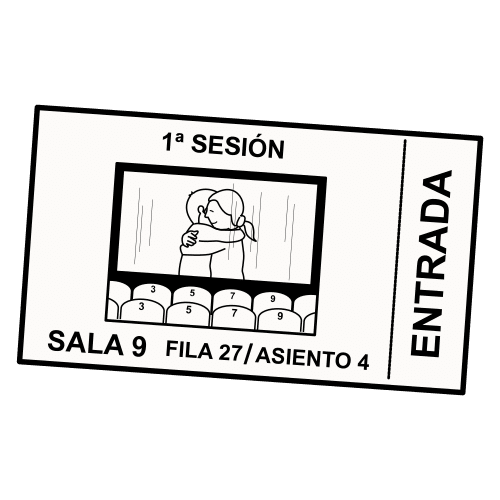 1ª SESIÓN
3 5 7 9
3 5 7 9
SALA 9 FILA 27/ASIENTO 4
ENTRADA